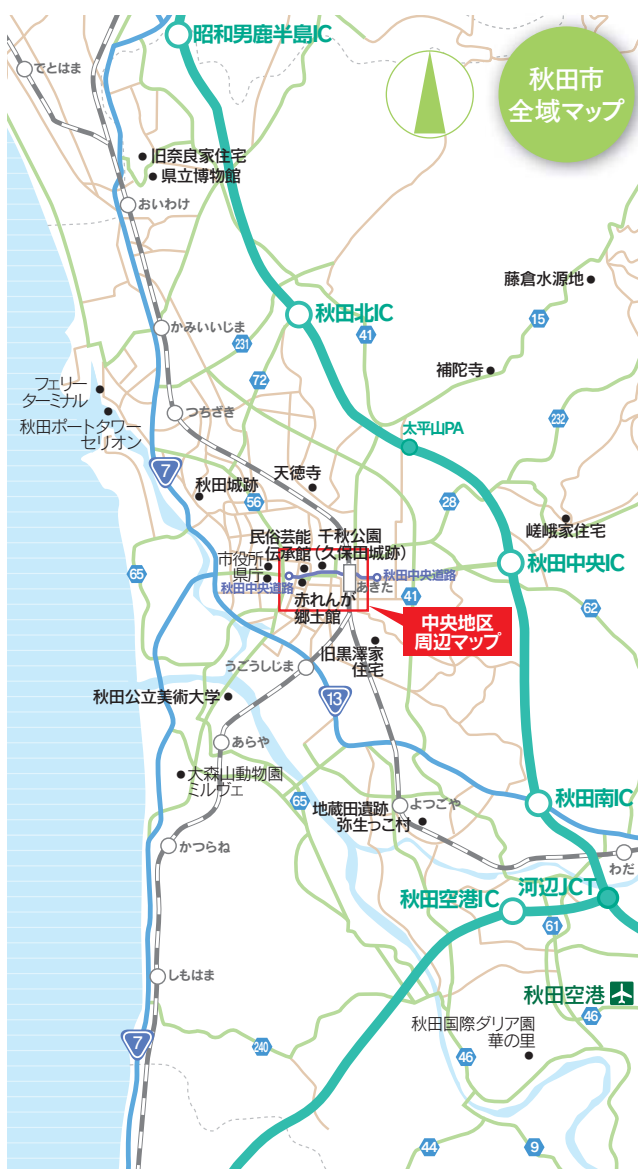 昭和男鹿半島IC
秋田市
全域マップ
でとはま
旧奈良家住宅
県立博物館
おいわけ
藤倉水源地
秋田北IC
15
かみいいじま
41
231
補陀寺
72
フェリー
ターミナル
つちざき
232
秋田ポートタワー
セリオン
太平山PA
7
天徳寺
秋田城跡
56
28
嵯峨家住宅
民俗芸能
伝承館
千秋公園
(久保田城跡)
市役所
県庁
秋田中央IC
65
秋田中央道路
秋田中央道路
あきた
41
62
赤れんが
郷土館
中央地区
周辺マップ
旧黒澤家
住宅
うごうしじま
秋田公立美術大学
13
あらや
大森山動物園
ミルヴェ
65
地蔵田遺跡
弥生っこ村
よつごや
秋田南IC
かつらね
わだ
河辺JCT
秋田空港IC
61
しもはま
秋田空港
46
秋田国際ダリア園
華の里
7
240
46
44
9